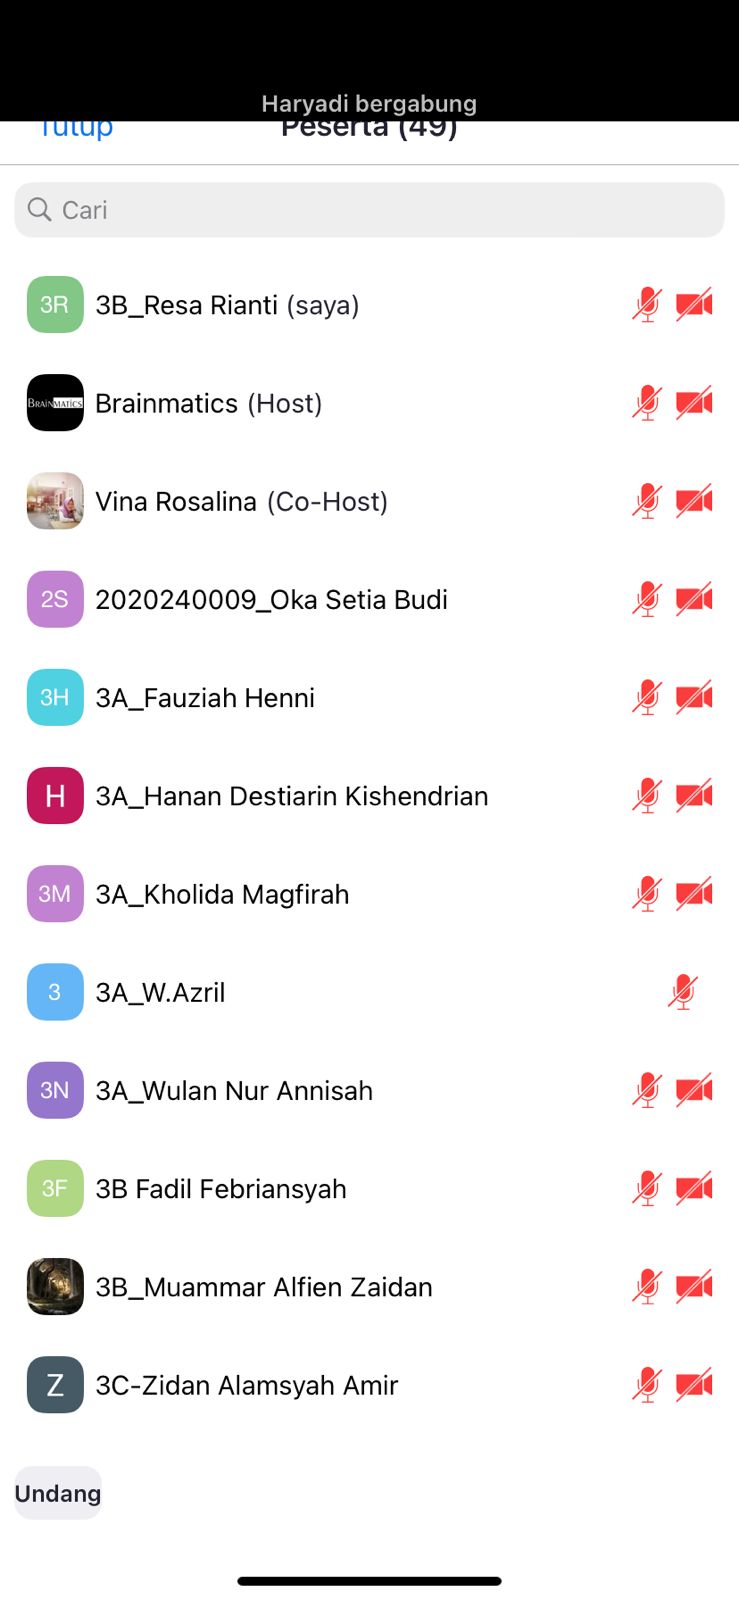 Haryadi bergabung
Tutup
Peserta (49)
Cari
3R
3B_Resa Rianti (saya)
BRAINMATICS
Brainmatics (Host)
Vina Rosalina (Co-Host)
2S
2020240009_Oka Setia Budi
3H
3A_Fauziah Henni
H
3A_Hanan Destiarin Kishendrian
3M
3A_Kholida Magfirah
3
3A_W.Azril
3N
3A_Wulan Nur Annisah
3F
3B Fadil Febriansyah
3B_Muammar Alfien Zaidan
Z
3C-Zidan Alamsyah Amir
Undang